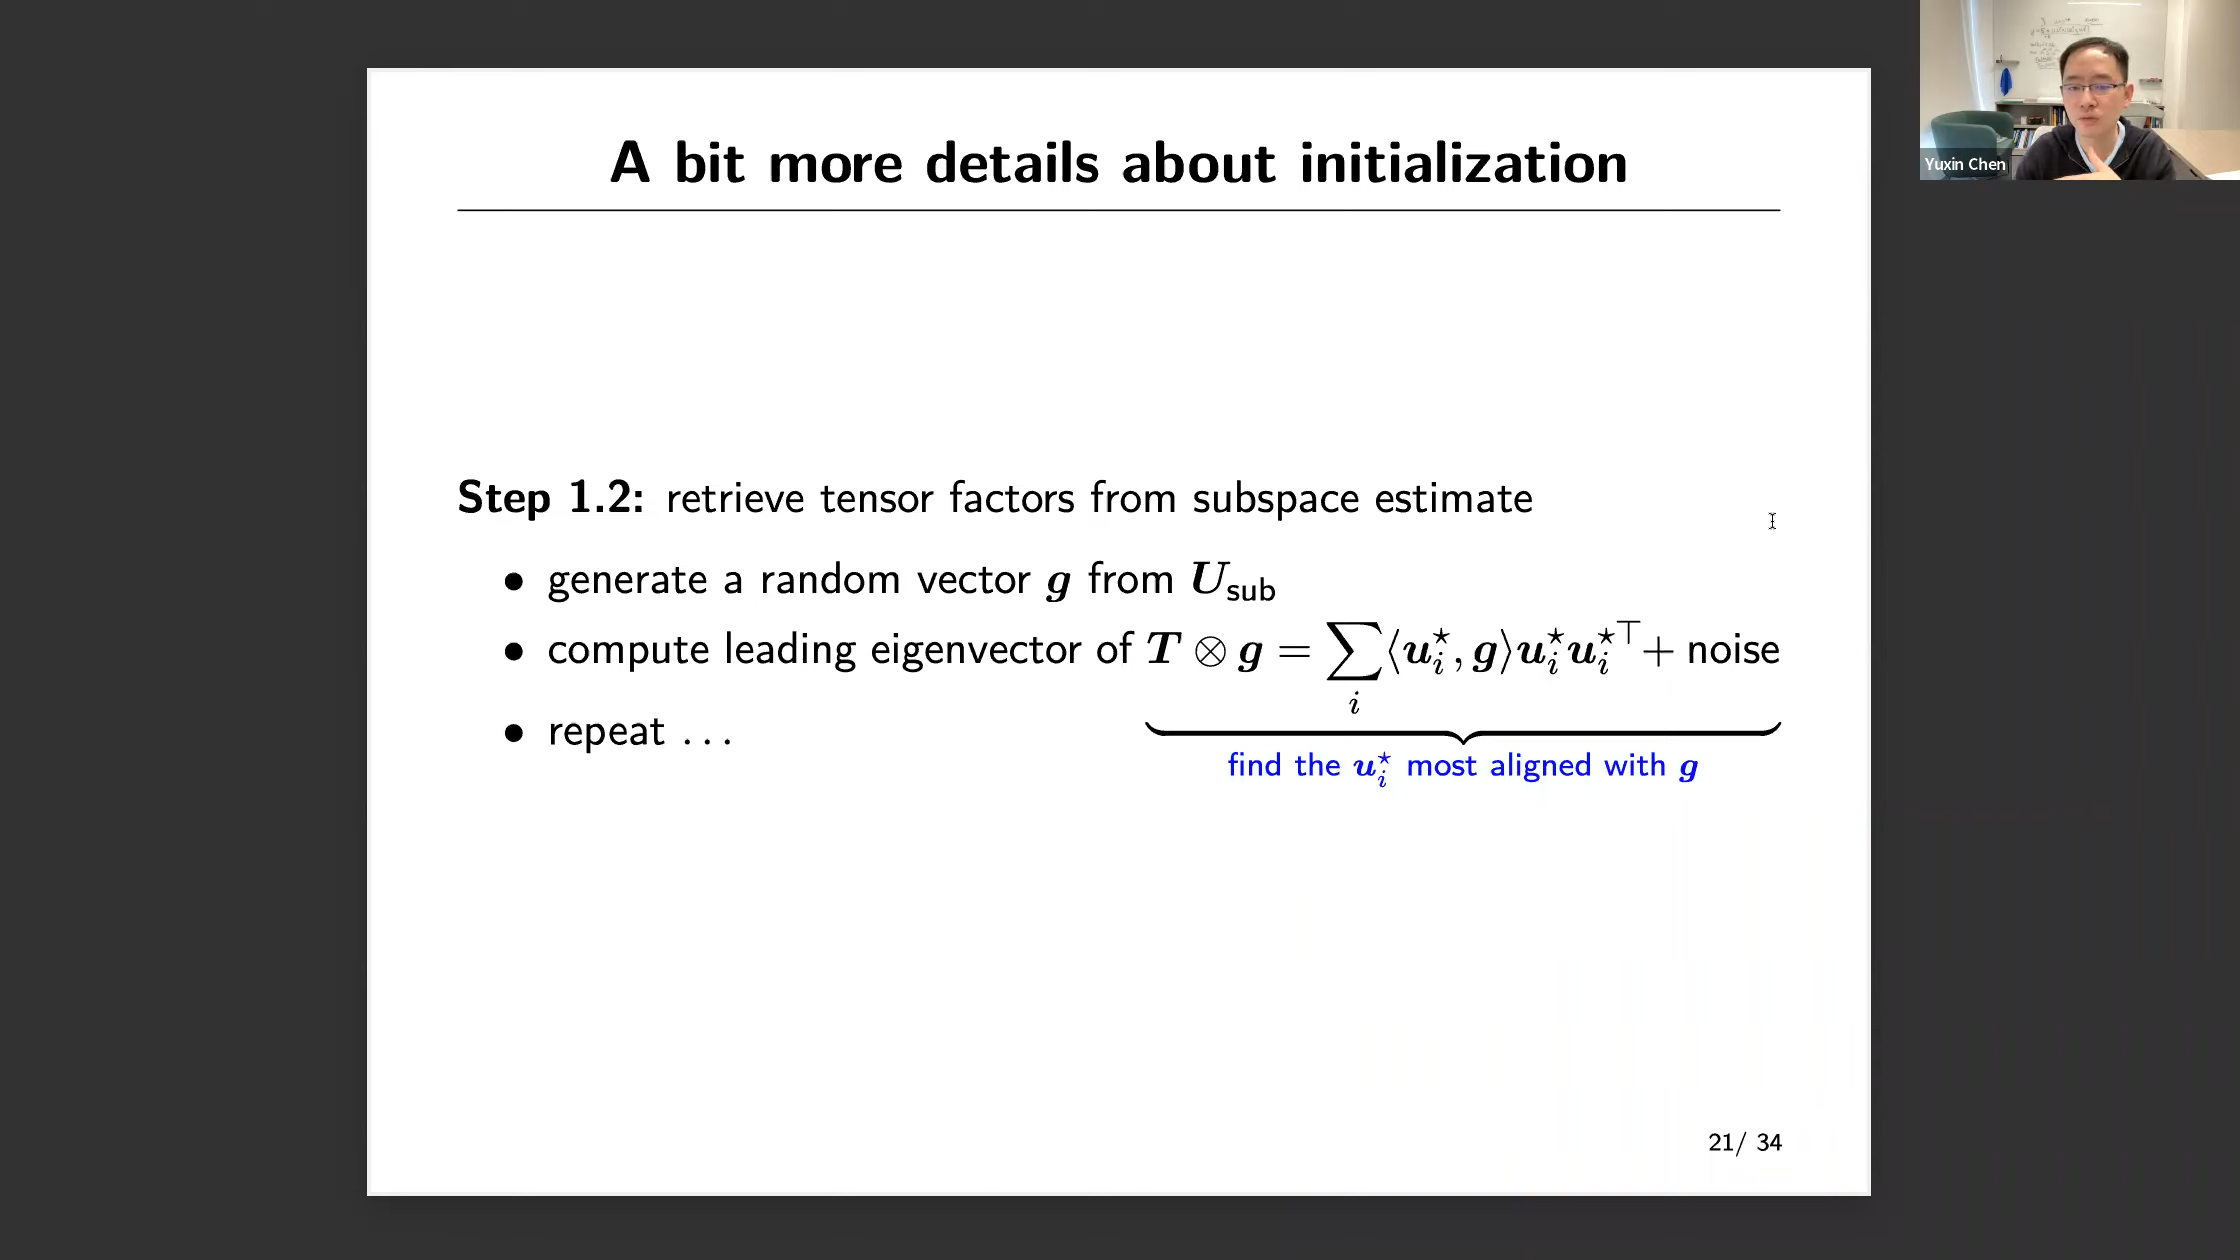 A bit more details about initialization
Yuxin Chen
Step 1.2: retrieve tensor factors from subspace estimate
• generate a random vector g from U_sub
• compute leading eigenvector of T ⊗ g = ∑_i ⟨u_i^⋆, g⟩ u_i^⋆ u_i^⋆⊤ + noise
• repeat . . .
find the u_i^⋆ most aligned with g
21/ 34